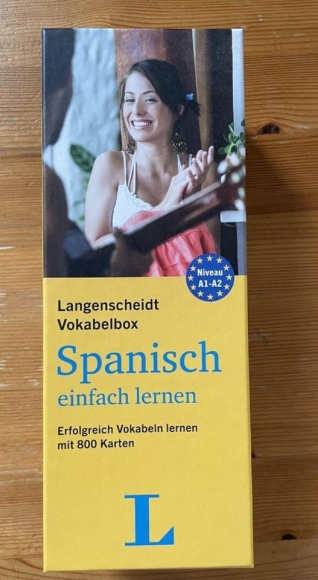 Niveau
A1-A2
Langenscheidt
Vokabelbox
Spanisch
einfach lernen
Erfolgreich Vokabeln lernen
mit 800 Karten
L